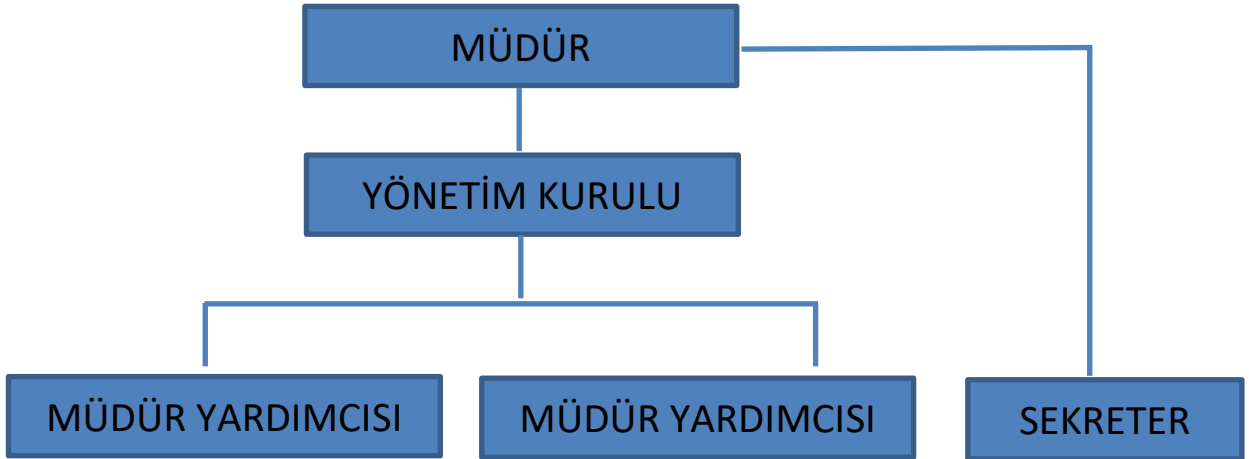 MÜDÜR
YÖNETİM KURULU
MÜDÜR YARDIMCISI
MÜDÜR YARDIMCISI
SEKRETER